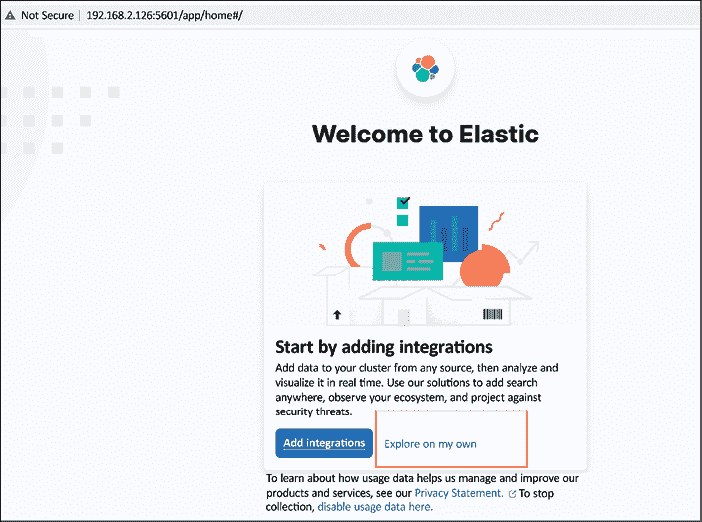 Not Secure | 192.168.2.126:5601/app/home#/
Welcome to Elastic
Start by adding integrations
Add data to your cluster from any source, then analyze and
visualize it in real time. Use our solutions to add search
anywhere, observe your ecosystem, and project against
security threats.
Add integrations
Explore on my own
To learn about how usage data helps us manage and improve our
products and services, see our Privacy Statement. To stop
collection, disable usage data here.